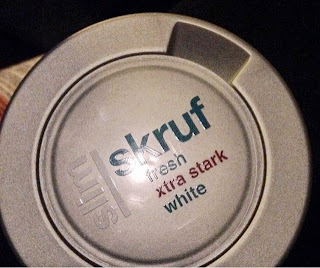 slim
skruf
fresh
xtra stark
white